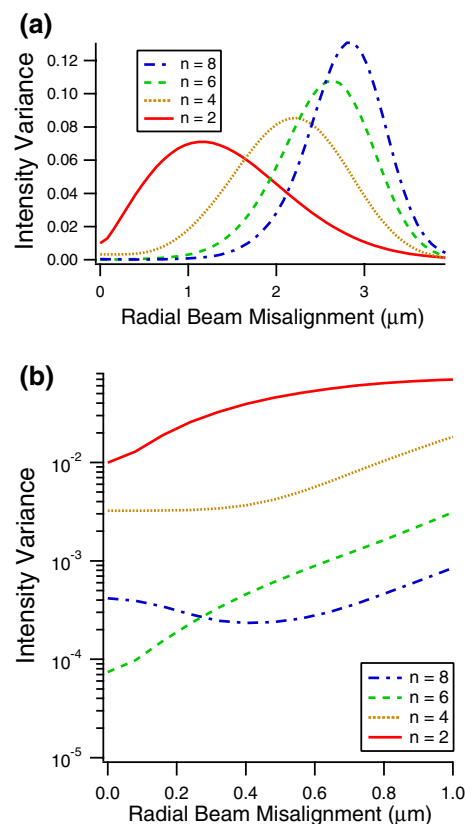 (a)
n = 8
n = 6
n = 4
n = 2
Intensity Variance
0.12
0.10
0.08
0.06
0.04
0.02
0.00
0
1
2
3
Radial Beam Misalignment (μm)
(b)
Intensity Variance
10-2
10-3
10-4
10-5
n = 8
n = 6
n = 4
n = 2
0.0
0.2
0.4
0.6
0.8
1.0
Radial Beam Misalignment (μm)